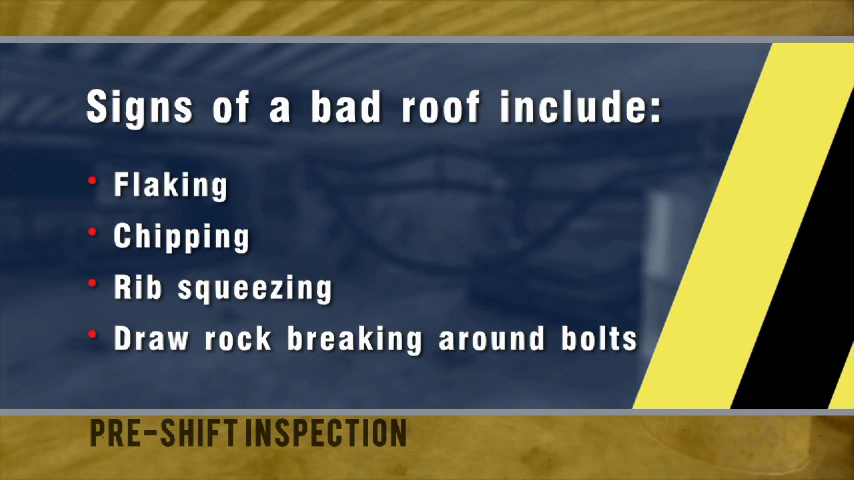 Signs of a bad roof include:
• Flaking
• Chipping
• Rib squeezing
• Draw rock breaking around bolts
PRE-SHIFT INSPECTION